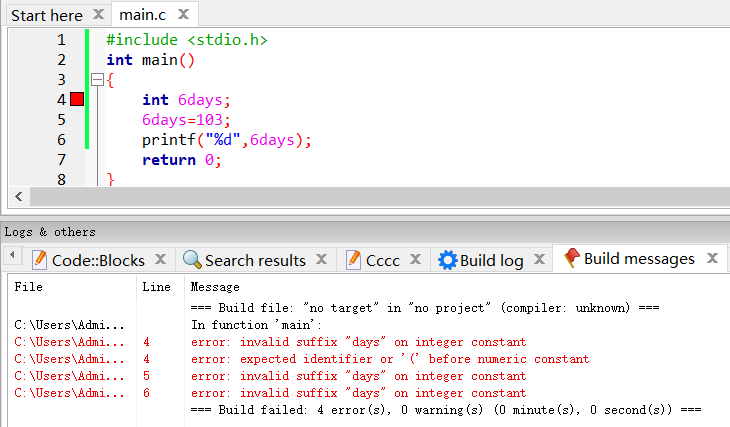 Start here main.c
1 #include <stdio.h>
2 int main()
3 {
4 int 6days;
5 6days=103;
6 printf("%d",6days);
7 return 0;
8 }
Logs & others
Code::Blocks Search results Cccc Build log Build messages
File Line Message
=== Build file: "no target" in "no project" (compiler: unknown) ===
C:\Users\Admi... In function 'main':
C:\Users\Admi... 4 error: invalid suffix "days" on integer constant
C:\Users\Admi... 4 error: expected identifier or '(' before numeric constant
C:\Users\Admi... 5 error: invalid suffix "days" on integer constant
C:\Users\Admi... 6 error: invalid suffix "days" on integer constant
=== Build failed: 4 error(s), 0 warning(s) (0 minute(s), 0 second(s)) ===